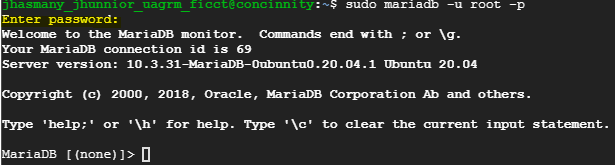 jhasmany_jhunnior_uagrm_ficct@concinnity:~$ sudo mariadb -u root -p
Enter password:
Welcome to the MariaDB monitor.  Commands end with ; or \g.
Your MariaDB connection id is 69
Server version: 10.3.31-MariaDB-0ubuntu0.20.04.1 Ubuntu 20.04
Copyright (c) 2000, 2018, Oracle, MariaDB Corporation Ab and others.
Type 'help;' or '\h' for help. Type '\c' to clear the current input statement.
MariaDB [(none)]>